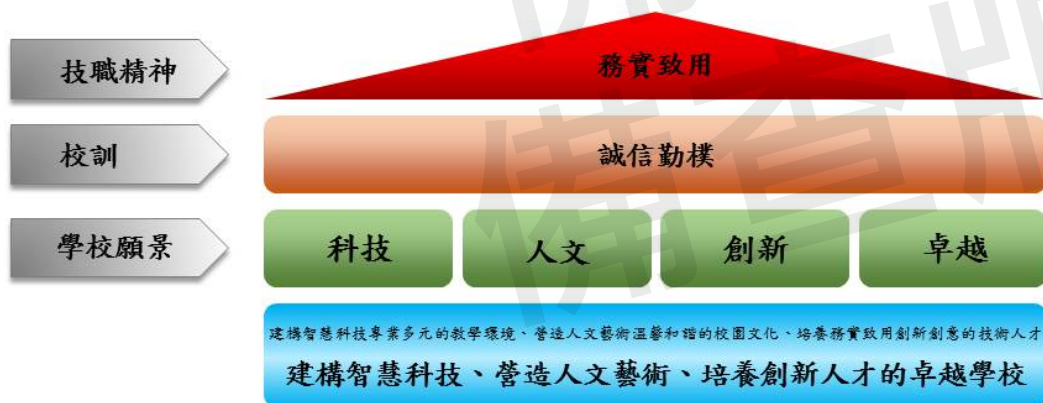 技職精神
務實致用
校訓
誠信勤樸
學校願景
科技
人文
創新
卓越
建構智慧科技專業多元的教學環境、營造人文藝術溫馨和諧的校園文化、培養務實致用創新創意的技術人才
建構智慧科技、營造人文藝術、培養創新人才的卓越學校
備查版